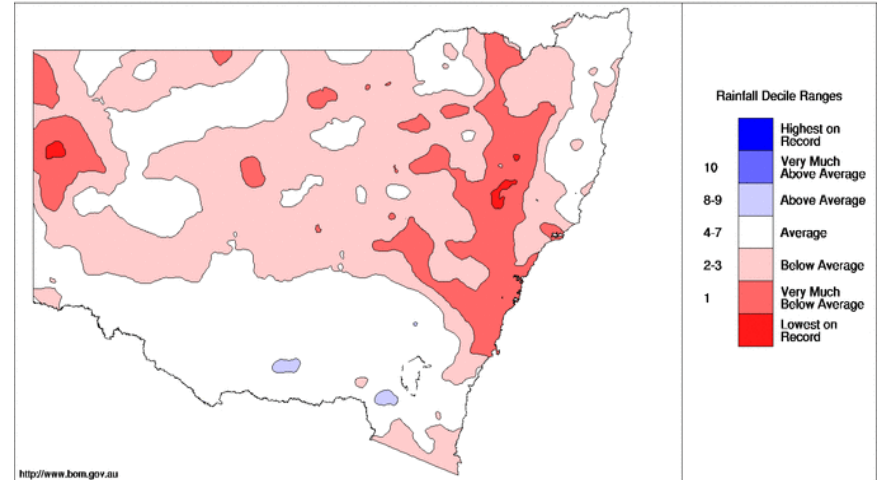 Rainfall Decile Ranges
Highest on
Record
10
Very Much
Above Average
8-9
Above Average
4-7
Average
2-3
Below Average
1
Very Much
Below Average
Lowest on
Record
http://www.bom.gov.au